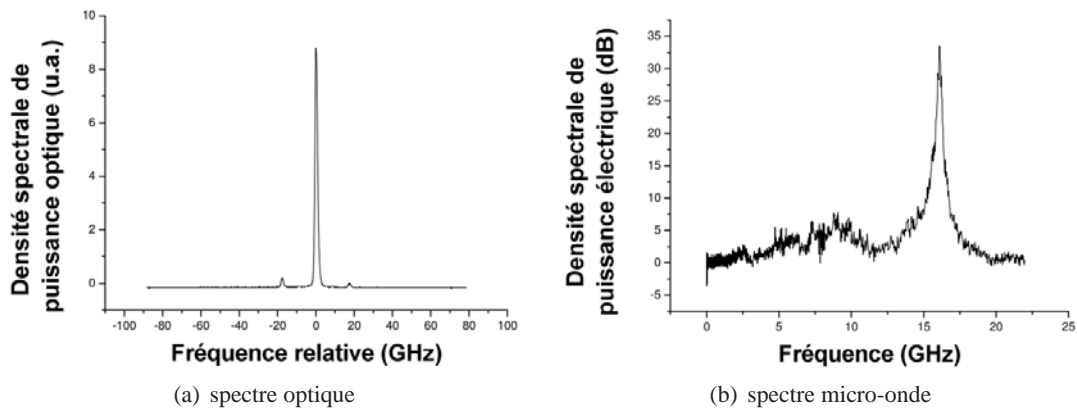 Densité spectrale de
puissance optique (u.a.)
10
8
6
4
2
0
-100 -80 -60 -40 -20 0 20 40 60 80 100
Fréquence relative (GHz)
(a) spectre optique
Densité spectrale de
puissance électrique (dB)
35
30
25
20
15
10
5
0
-5
0 5 10 15 20 25
Fréquence (GHz)
(b) spectre micro-onde